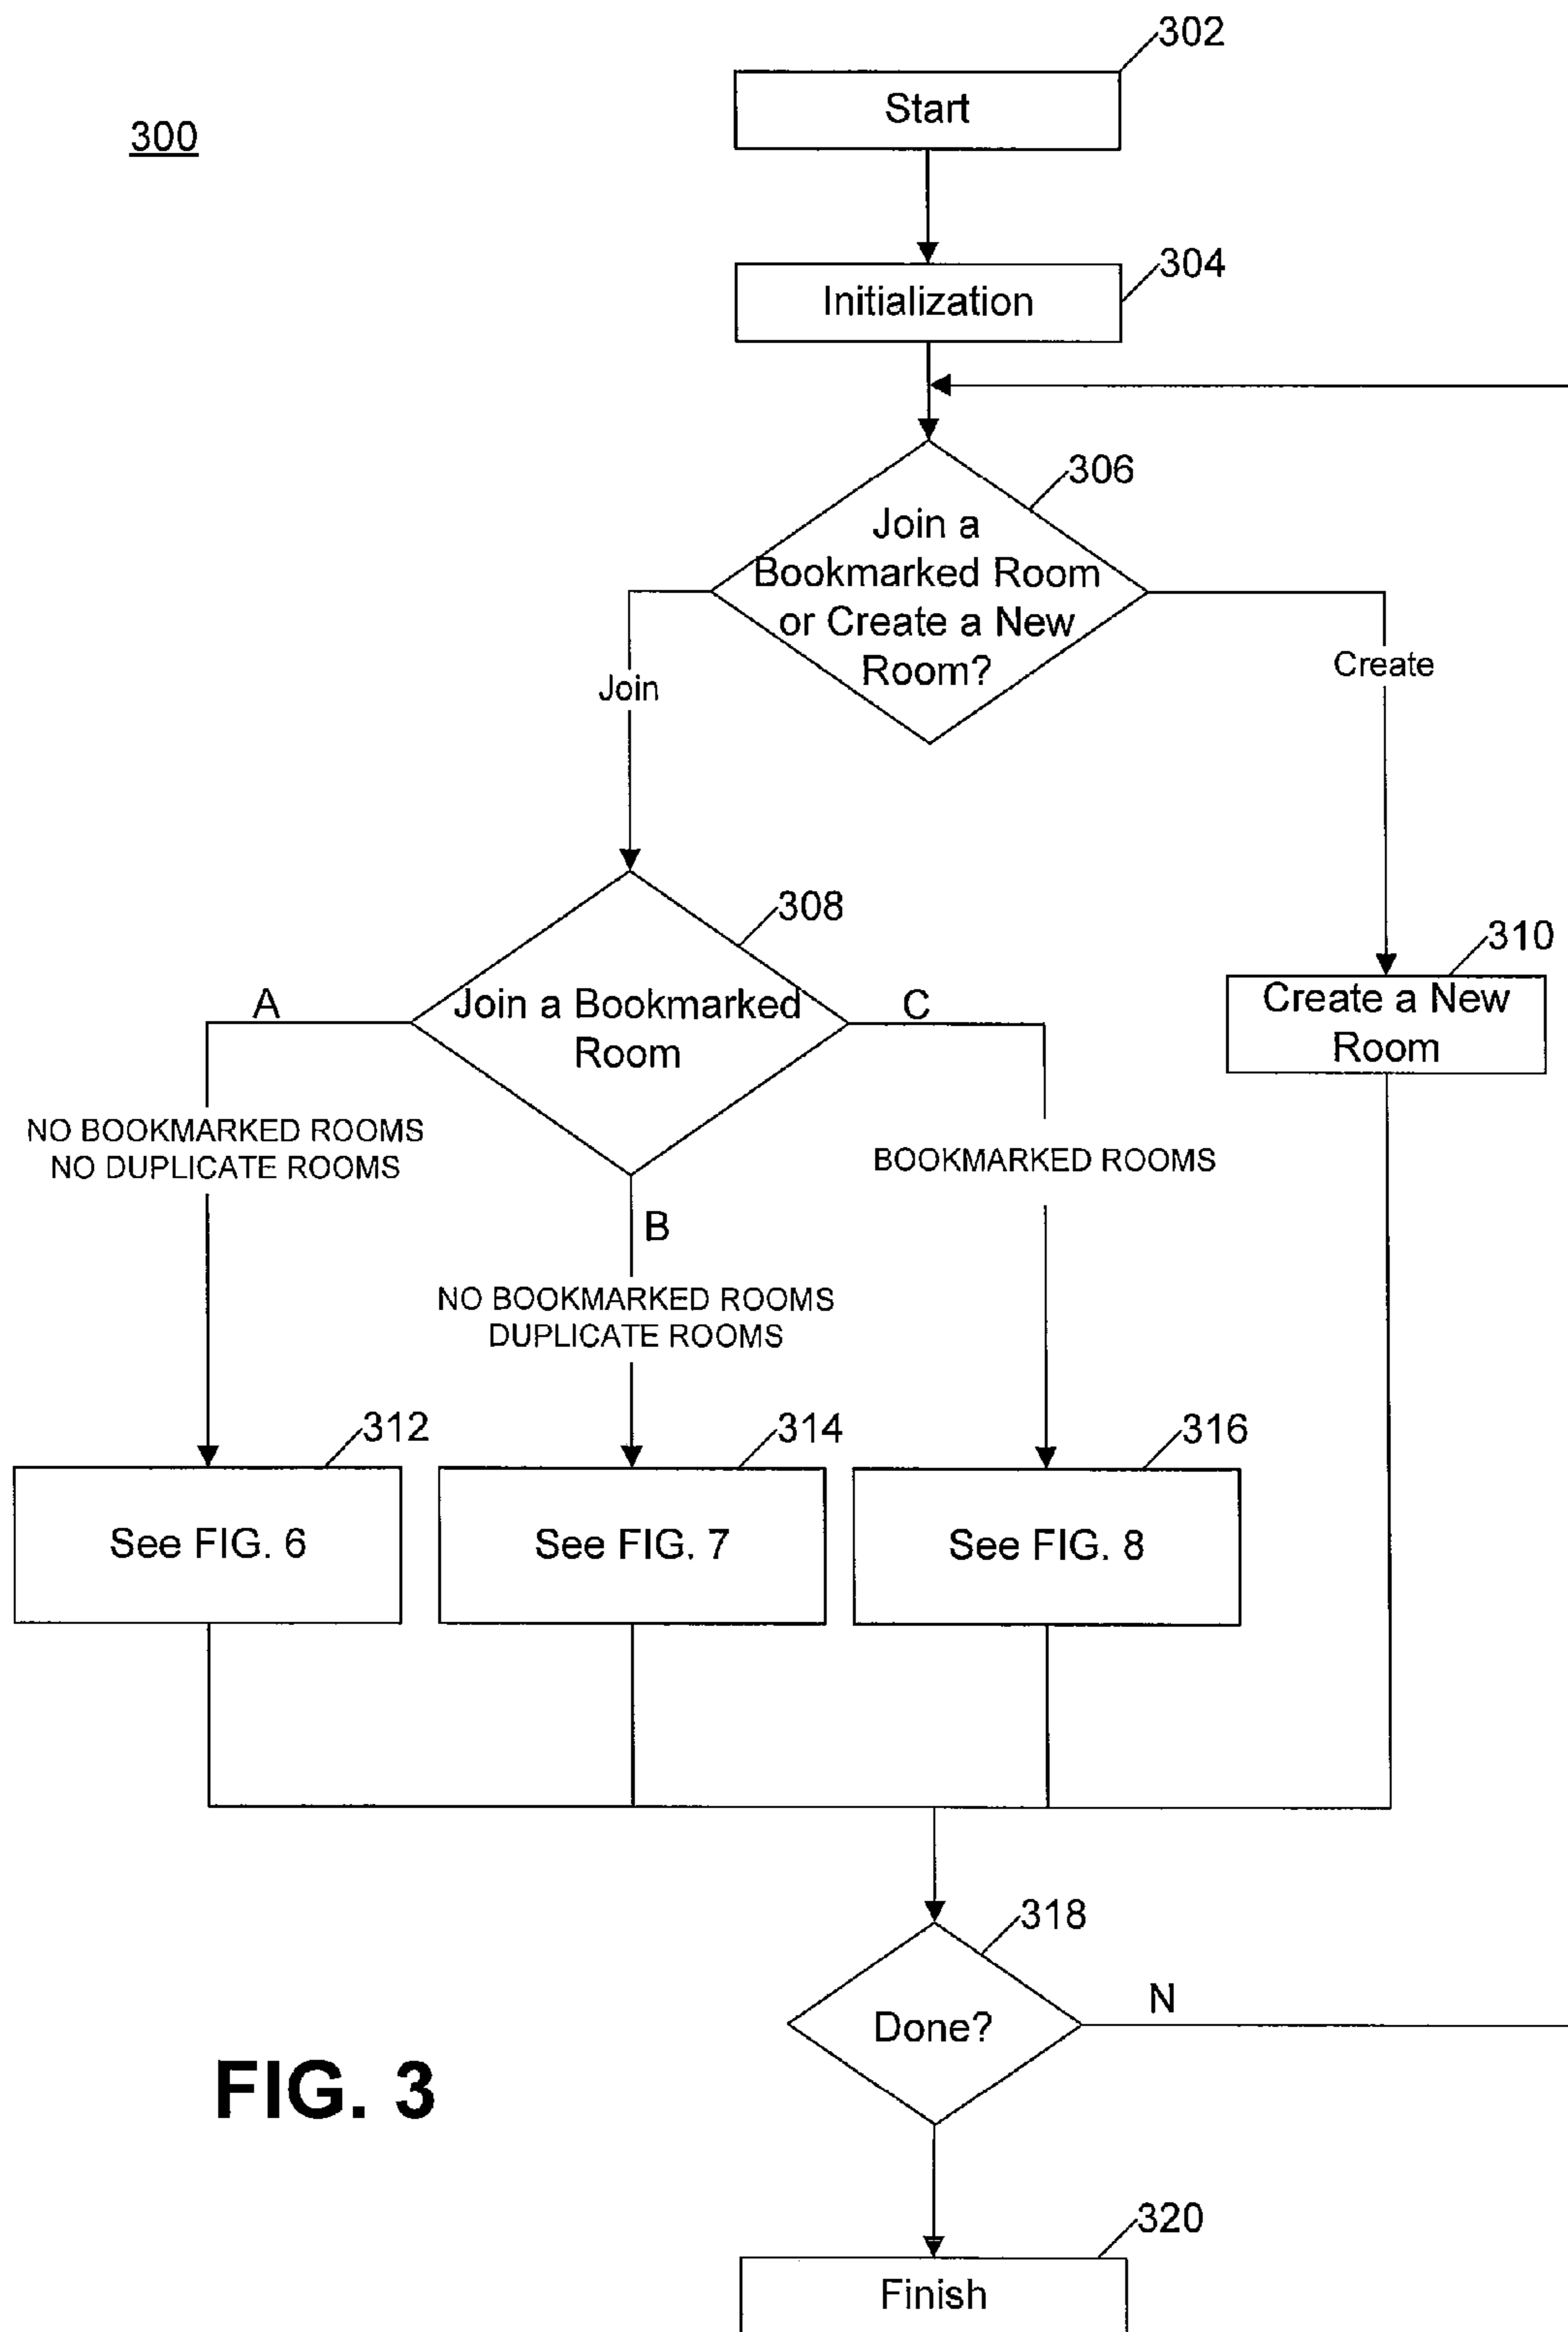 302
Start
300
304
Initialization
306
Join a
Bookmarked Room
or Create a New
Room?
Join
Create
308
Join a Bookmarked
Room
A
C
310
Create a New
Room
NO BOOKMARKED ROOMS
NO DUPLICATE ROOMS
BOOKMARKED ROOMS
B
NO BOOKMARKED ROOMS
DUPLICATE ROOMS
312
See FIG. 6
314
See FIG. 7
316
See FIG. 8
318
Done?
N
FIG. 3
320
Finish